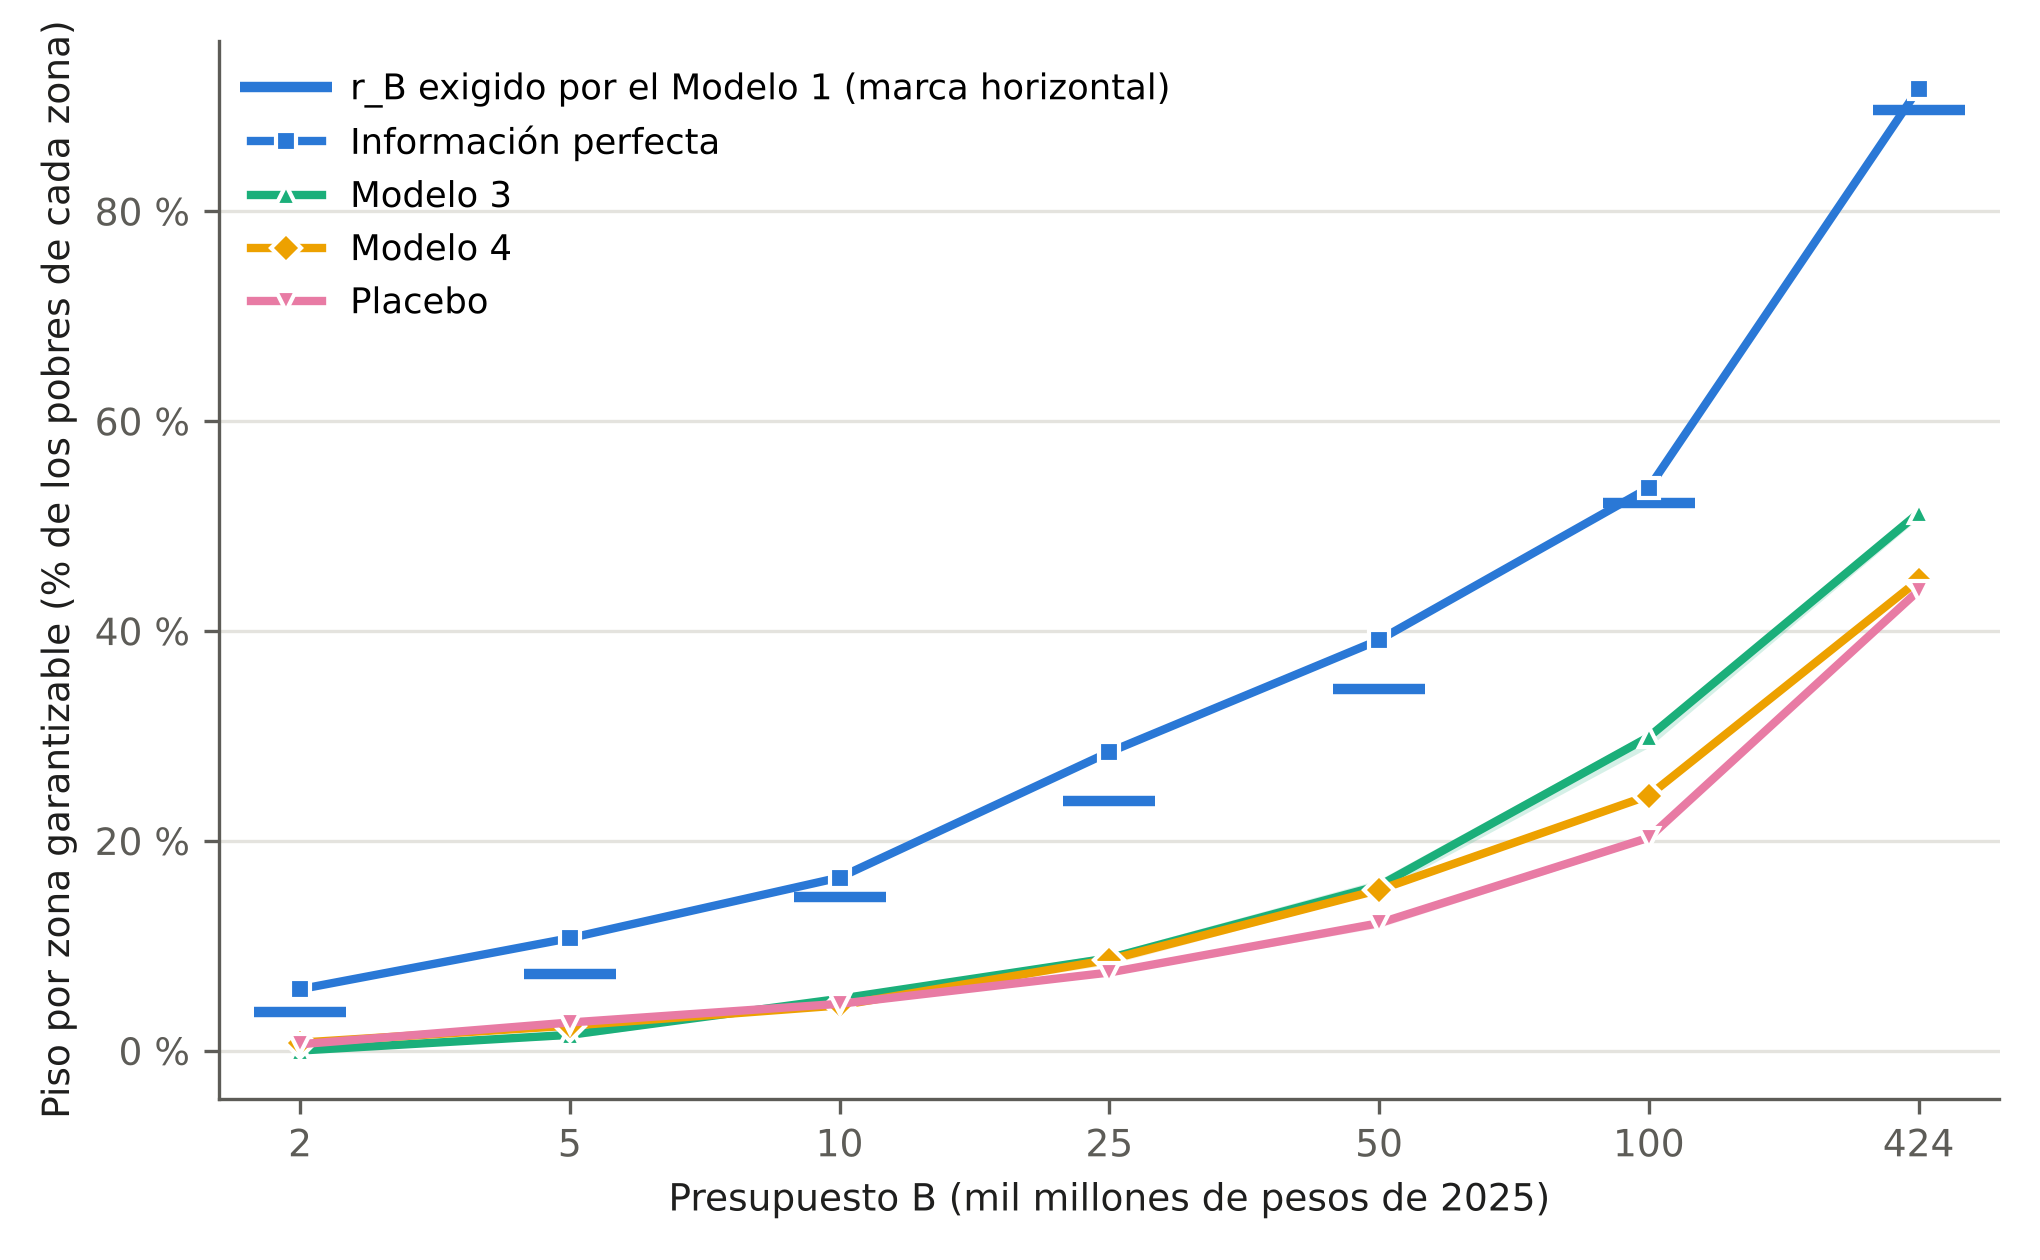 Piso por zona garantizable (% de los pobres de cada zona)
r_B exigido por el Modelo 1 (marca horizontal)
Información perfecta
Modelo 3
Modelo 4
Placebo
80 %
60 %
40 %
20 %
0 %
2 5 10 25 50 100 424
Presupuesto B (mil millones de pesos de 2025)